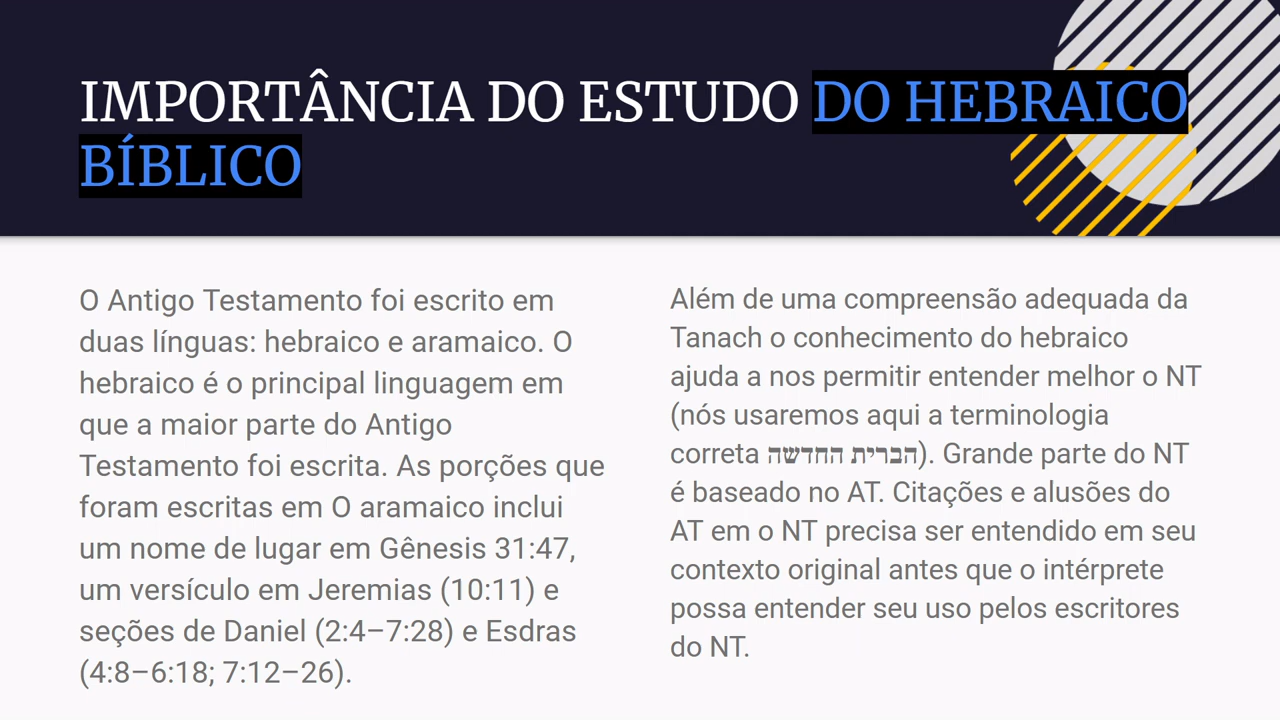 IMPORTÂNCIA DO ESTUDO DO HEBRAICO
BÍBLICO
O Antigo Testamento foi escrito em
duas línguas: hebraico e aramaico. O
hebraico é o principal linguagem em
que a maior parte do Antigo
Testamento foi escrita. As porções que
foram escritas em O aramaico inclui
um nome de lugar em Gênesis 31:47,
um versículo em Jeremias (10:11) e
seções de Daniel (2:4–7:28) e Esdras
(4:8–6:18; 7:12–26).
Além de uma compreensão adequada da
Tanach o conhecimento do hebraico
ajuda a nos permitir entender melhor o NT
(nós usaremos aqui a terminologia
correta הברית החדשה). Grande parte do NT
é baseado no AT. Citações e alusões do
AT em o NT precisa ser entendido em seu
contexto original antes que o intérprete
possa entender seu uso pelos escritores
do NT.